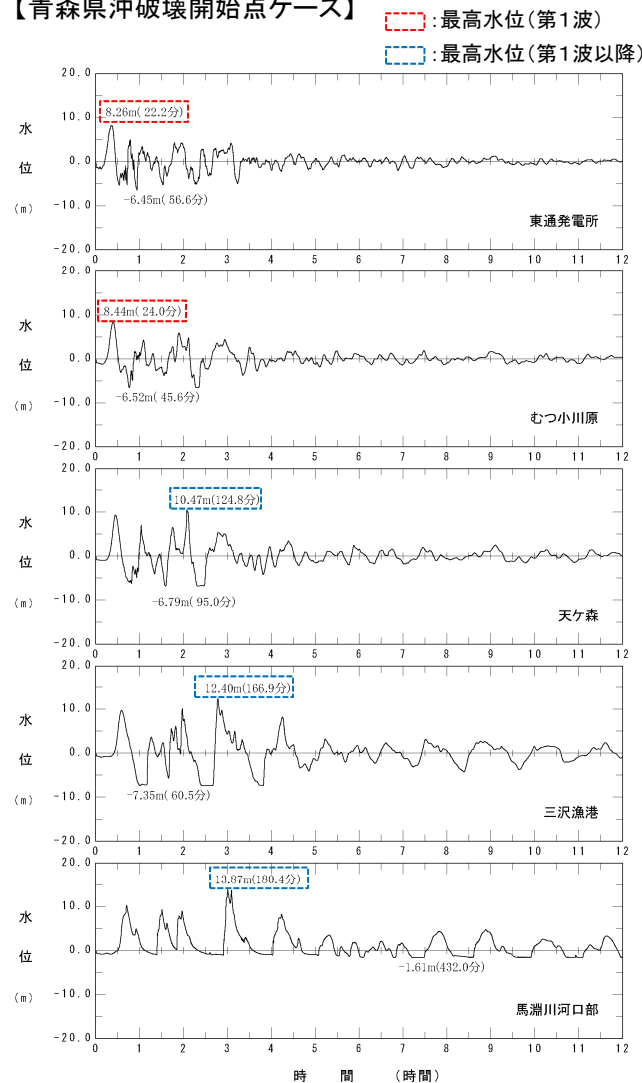 【青森県沖破壊開始点ケース】
:最高水位(第1波)
:最高水位(第1波以降)
20.0
10.0
0.0
-10.0
-20.0
水
位
(m)
8.26m( 22.2分)
-6.45m( 56.6分)
東通発電所
0 1 2 3 4 5 6 7 8 9 10 11 12
20.0
10.0
0.0
-10.0
-20.0
水
位
(m)
8.44m( 24.0分)
-6.52m( 45.6分)
むつ小川原
0 1 2 3 4 5 6 7 8 9 10 11 12
20.0
10.0
0.0
-10.0
-20.0
水
位
(m)
10.47m(124.8分)
-6.79m( 95.0分)
天ケ森
0 1 2 3 4 5 6 7 8 9 10 11 12
20.0
10.0
0.0
-10.0
-20.0
水
位
(m)
12.40m(166.9分)
-7.35m( 60.5分)
三沢漁港
0 1 2 3 4 5 6 7 8 9 10 11 12
20.0
10.0
0.0
-10.0
-20.0
水
位
(m)
13.87m(180.4分)
-1.61m(432.0分)
馬淵川河口部
0 1 2 3 4 5 6 7 8 9 10 11 12
時 間 (時間)